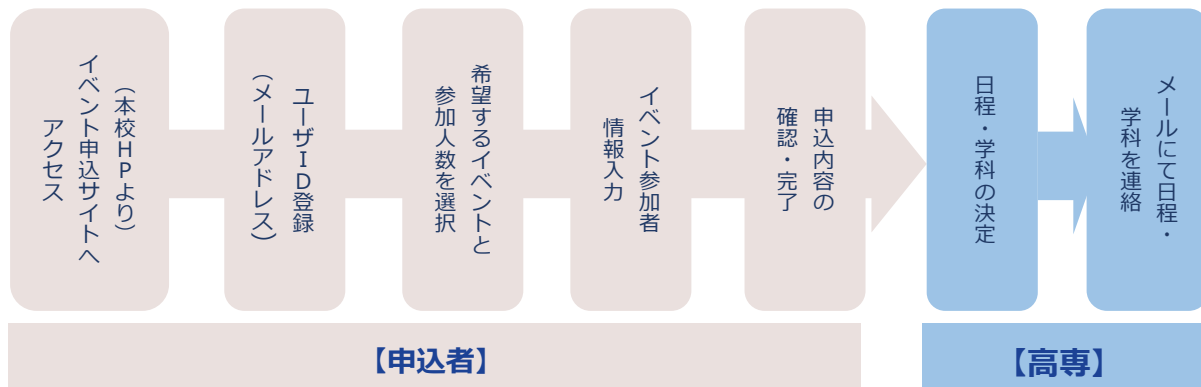 （本校HPより）
イベント申込サイトへ
アクセス
ユーザID登録
（メールアドレス）
希望するイベントと
参加人数を選択
イベント参加者
情報入力
申込内容の
確認・完了
日程・学科の決定
メールにて日程・
学科を連絡
【申込者】
【高専】